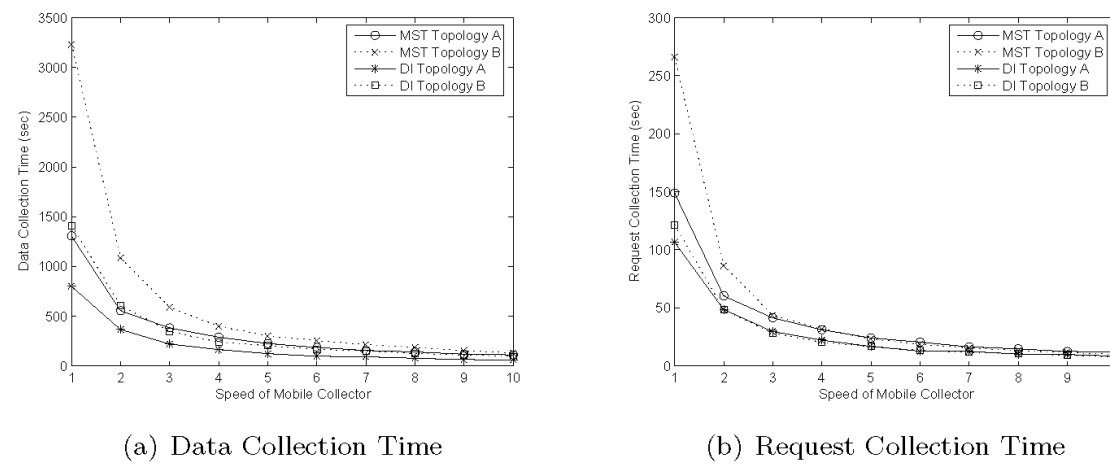 3500
3000
2500
2000
1500
1000
500
0
Data Collection Time (sec)
MST Topology A
MST Topology B
DI Topology A
DI Topology B
1 2 3 4 5 6 7 8 9 10
Speed of Mobile Collector
(a) Data Collection Time
300
250
200
150
100
50
0
Request Collection Time (sec)
MST Topology A
MST Topology B
DI Topology A
DI Topology B
1 2 3 4 5 6 7 8 9
Speed of Mobile Collector
(b) Request Collection Time